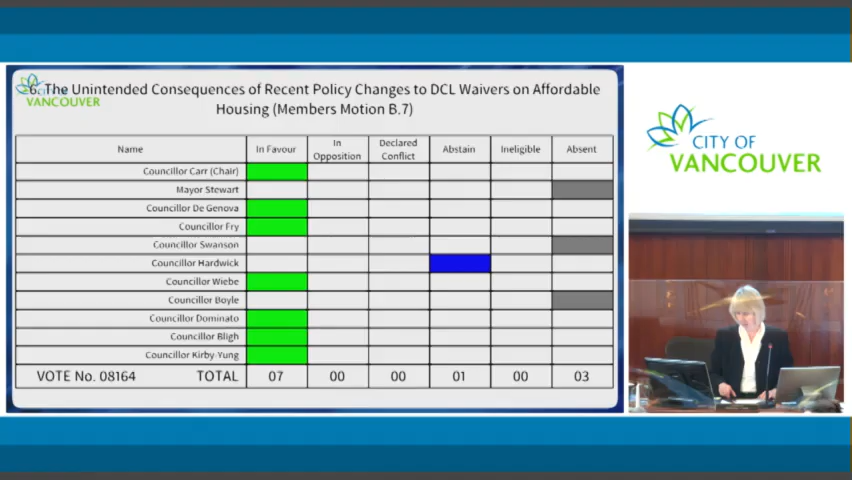 6. The Unintended Consequences of Recent Policy Changes to DCL Waivers on Affordable
Housing (Members Motion B.7)
VANCOUVER
Name In Favour In Opposition Declared Conflict Abstain Ineligible Absent
Councillor Carr (Chair)
Mayor Stewart
Councillor De Genova
Councillor Fry
Councillor Swanson
Councillor Hardwick
Councillor Wiebe
Councillor Boyle
Councillor Dominato
Councillor Bligh
Councillor Kirby-Yung
VOTE No. 08164 TOTAL 07 00 00 01 00 03
CITY OF
VANCOUVER